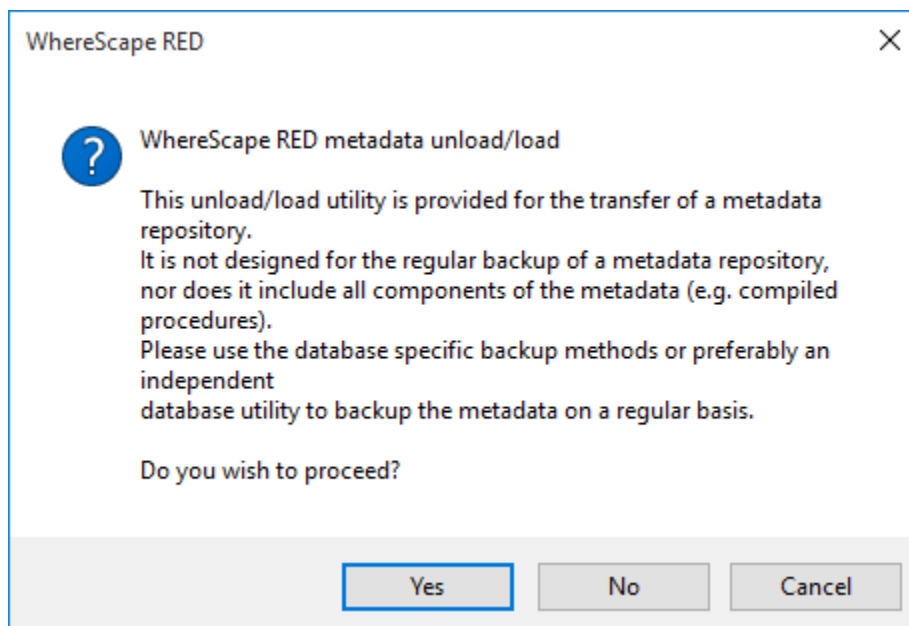 WhereScape RED
WhereScape RED metadata unload/load
This unload/load utility is provided for the transfer of a metadata
repository.
It is not designed for the regular backup of a metadata repository,
nor does it include all components of the metadata (e.g. compiled
procedures).
Please use the database specific backup methods or preferably an
independent
database utility to backup the metadata on a regular basis.
Do you wish to proceed?
Yes No Cancel